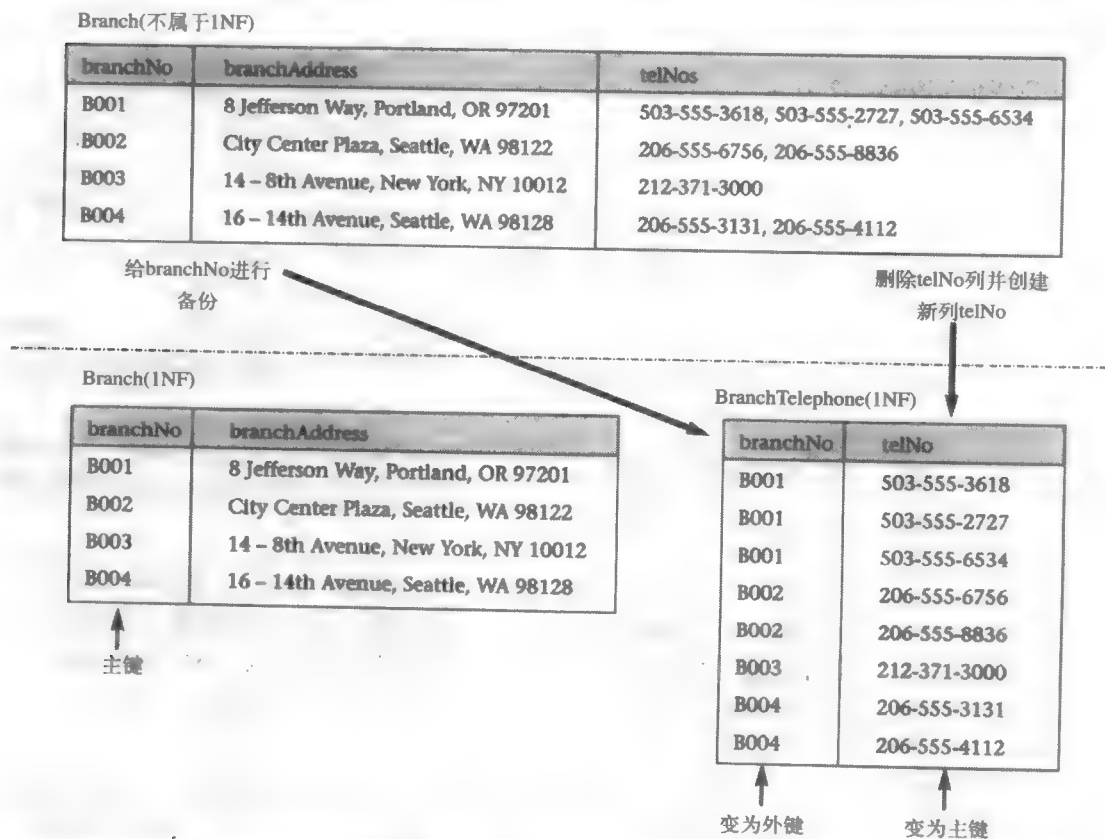 Branch(不属于1NF)
branchNo branchAddress telNos
B001 8 Jefferson Way, Portland, OR 97201 503-555-3618, 503-555-2727, 503-555-6534
B002 City Center Plaza, Seattle, WA 98122 206-555-6756, 206-555-8836
B003 14 – 8th Avenue, New York, NY 10012 212-371-3000
B004 16 – 14th Avenue, Seattle, WA 98128 206-555-3131, 206-555-4112
给branchNo进行
备份
删除telNo列并创建
新列telNo
Branch(1NF)
branchNo branchAddress
B001 8 Jefferson Way, Portland, OR 97201
B002 City Center Plaza, Seattle, WA 98122
B003 14 – 8th Avenue, New York, NY 10012
B004 16 – 14th Avenue, Seattle, WA 98128
主键
BranchTelephone(1NF)
branchNo telNo
B001 503-555-3618
B001 503-555-2727
B001 503-555-6534
B002 206-555-6756
B002 206-555-8836
B003 212-371-3000
B004 206-555-3131
B004 206-555-4112
变为外键
变为主键